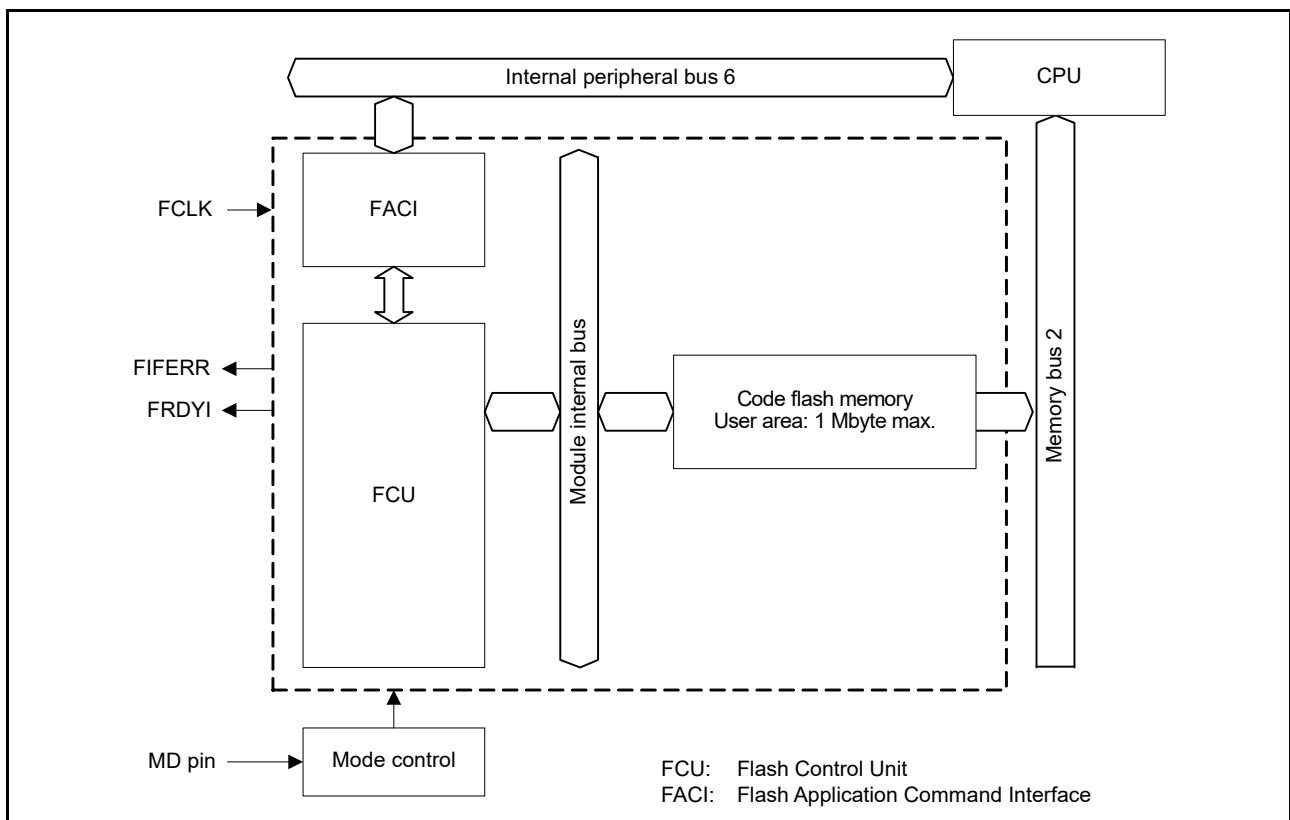 Internal peripheral bus 6
CPU
FCLK
FACI
FIFERR
FRDYI
FCU
Module internal bus
Code flash memory
User area: 1 Mbyte max.
Memory bus 2
MD pin
Mode control
FCU: Flash Control Unit
FACI: Flash Application Command Interface